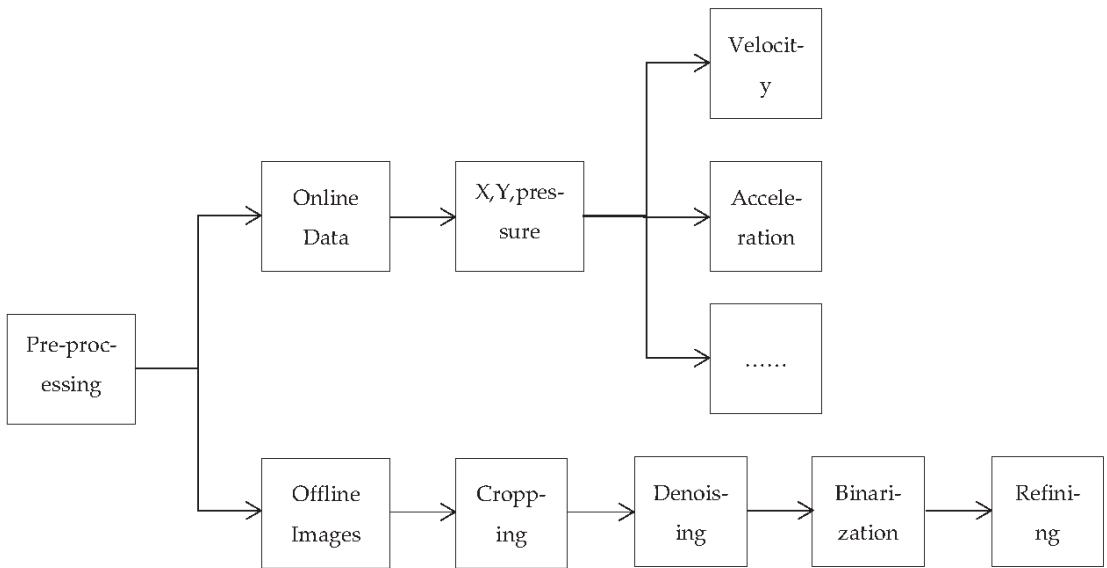 Velocit-
y
Online
Data
X,Y,pres-
sure
Accele-
ration
......
Pre-proc-
essing
Offline
Images
Cropp-
ing
Denois-
ing
Binari-
zation
Refini-
ng